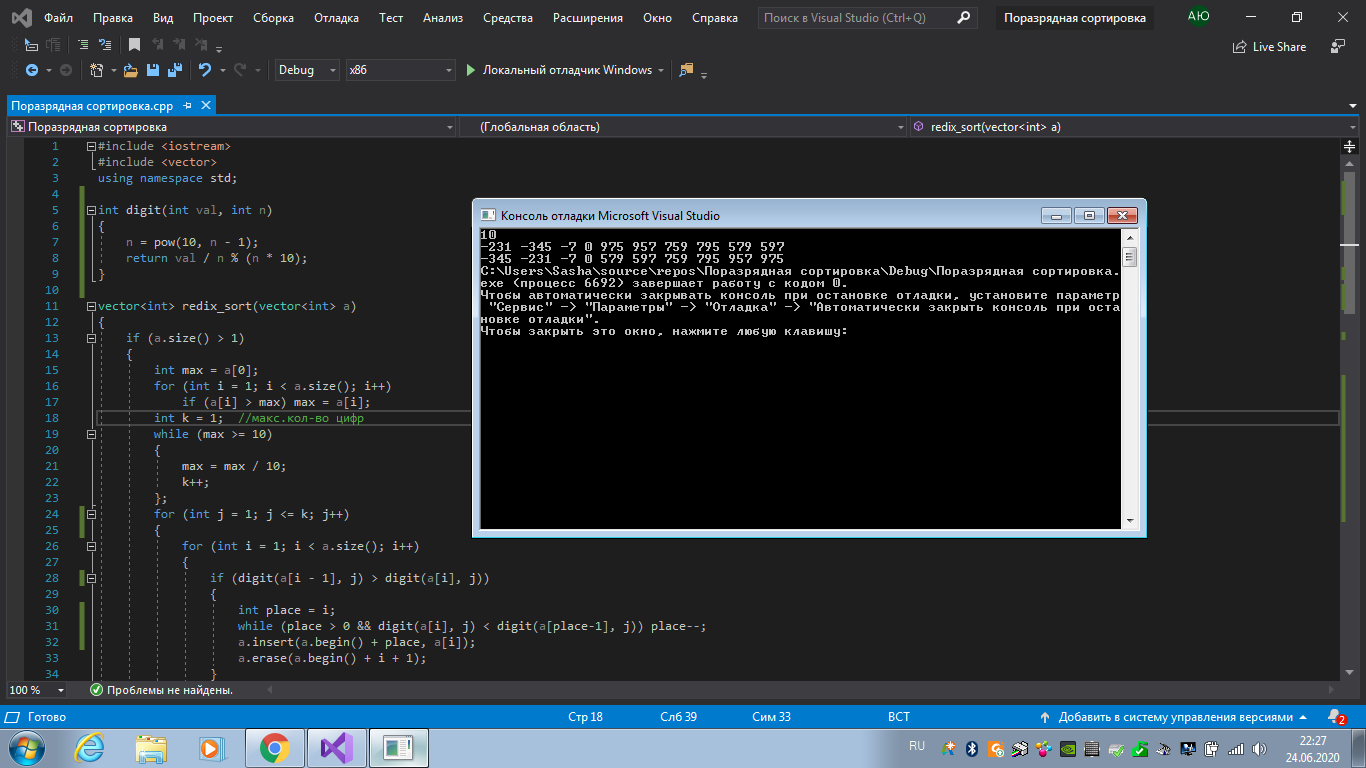 Файл Правка Вид Проект Сборка Отладка Тест Анализ Средства Расширения Окно Справка Поиск в Visual Studio (Ctrl+Q) Поразрядная сортировка АЮ
Live Share
Debug x86 Локальный отладчик Windows
Поразрядная сортировка.cpp
Поразрядная сортировка (Глобальная область) redix_sort(vector<int> a)
1 #include <iostream>
2 #include <vector>
3 using namespace std;
4
5 int digit(int val, int n)
6 {
7 n = pow(10, n - 1);
8 return val / n % (n * 10);
9 }
10
11 vector<int> redix_sort(vector<int> a)
12 {
13 if (a.size() > 1)
14 {
15 int max = a[0];
16 for (int i = 1; i < a.size(); i++)
17 if (a[i] > max) max = a[i];
18 int k = 1; //макс.кол-во цифр
19 while (max >= 10)
20 {
21 max = max / 10;
22 k++;
23 };
24 for (int j = 1; j <= k; j++)
25 {
26 for (int i = 1; i < a.size(); i++)
27 {
28 if (digit(a[i - 1], j) > digit(a[i], j))
29 {
30 int place = i;
31 while (place > 0 && digit(a[i], j) < digit(a[place-1], j)) place--;
32 a.insert(a.begin() + place, a[i]);
33 a.erase(a.begin() + i + 1);
34 }
Консоль отладки Microsoft Visual Studio
10
-231 -345 -7 0 975 957 759 795 579 597
-345 -231 -7 0 579 597 759 795 957 975
C:\Users\Sasha\source\repos\Поразрядная сортировка\Debug\Поразрядная сортировка.
exe (процесс 6692) завершает работу с кодом 0.
Чтобы автоматически закрывать консоль при остановке отладки, установите параметр
"Сервис" -> "Параметры" -> "Отладка" -> "Автоматически закрыть консоль при оста
новке отладки".
Чтобы закрыть это окно, нажмите любую клавишу:
100 % Проблемы не найдены.
Готово Стр 18 Слб 39 Сим 33 ВСТ Добавить в систему управления версиями 2
RU 22:27
24.06.2020